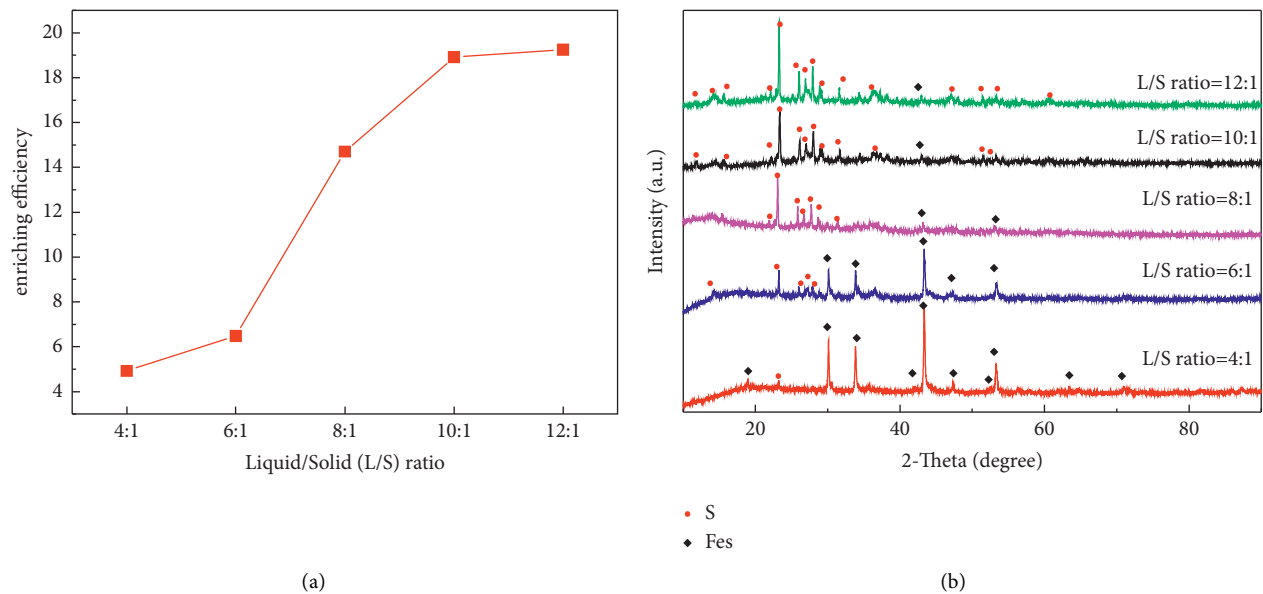 20
18
16
14
12
10
8
6
4
enriching efficiency
4:1
6:1
8:1
10:1
12:1
Liquid/Solid (L/S) ratio
(a)
Intensity (a.u.)
L/S ratio=12:1
L/S ratio=10:1
L/S ratio=8:1
L/S ratio=6:1
L/S ratio=4:1
20
40
60
80
2-Theta (degree)
S
Fes
(b)